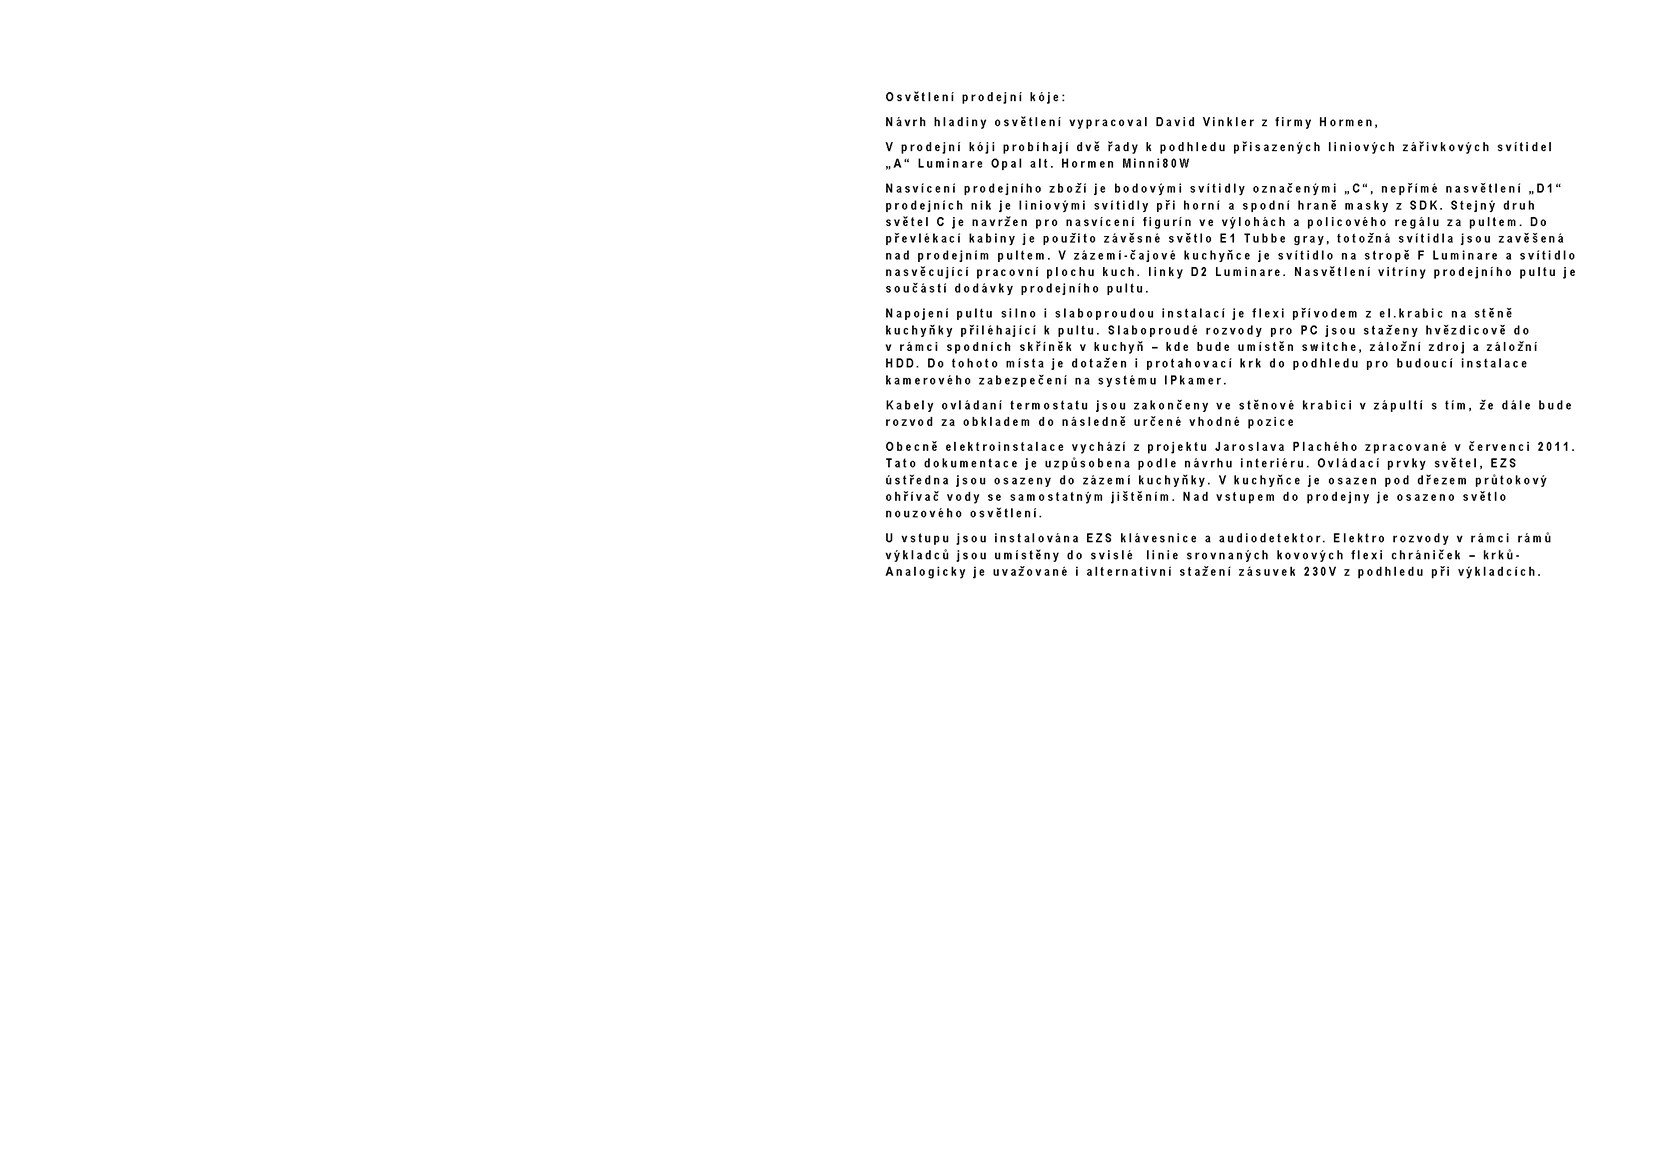 Osvětlení prodejní kóje:
Návrh hladiny osvětlení vypracoval David Vinkler z firmy Hormen,
V prodejní kóji probíhají dvě řady k podhledu přisazených liniových zářivkových svítidel
„A“ Luminare Opal alt. Hormen Minni80W
Nasvícení prodejního zboží je bodovými svítidly označenými „C“, nepřímé nasvětlení „D1“
prodejních nik je liniovými svítidly při horní a spodní hraně masky z SDK. Stejný druh
světel C je navržen pro nasvícení figurín ve výlohách a policového regálu za pultem. Do
převlékací kabiny je použito závěsné světlo E1 Tubbe gray, totožná svítidla jsou zavěšená
nad prodejním pultem. V zázemí-čajové kuchyňce je svítidlo na stropě F Luminare a svítidlo
nasvěcující pracovní plochu kuch. linky D2 Luminare. Nasvětlení vitríny prodejního pultu je
součástí dodávky prodejního pultu.
Napojení pultu silno i slaboproudou instalací je flexi přívodem z el.krabic na stěně
kuchyňky přiléhající k pultu. Slaboproudé rozvody pro PC jsou staženy hvězdicově do
v rámci spodních skříněk v kuchyň – kde bude umístěn switche, záložní zdroj a záložní
HDD. Do tohoto místa je dotažen i protahovací krk do podhledu pro budoucí instalace
kamerového zabezpečení na systému IPkamer.
Kabely ovládaní termostatu jsou zakončeny ve stěnové krabici v zápultí s tím, že dále bude
rozvod za obkladem do následně určené vhodné pozice
Obecně elektroinstalace vychází z projektu Jaroslava Plachého zpracované v červenci 2011.
Tato dokumentace je uzpůsobena podle návrhu interiéru. Ovládací prvky světel, EZS
ústředna jsou osazeny do zázemí kuchyňky. V kuchyňce je osazen pod dřezem průtokový
ohřívač vody se samostatným jištěním. Nad vstupem do prodejny je osazeno světlo
nouzového osvětlení.
U vstupu jsou instalována EZS klávesnice a audiodetektor. Elektro rozvody v rámci rámů
výkladců jsou umístěny do svislé  linie srovnaných kovových flexi chrániček – krků-
Analogicky je uvažované i alternativní stažení zásuvek 230V z podhledu při výkladcích.